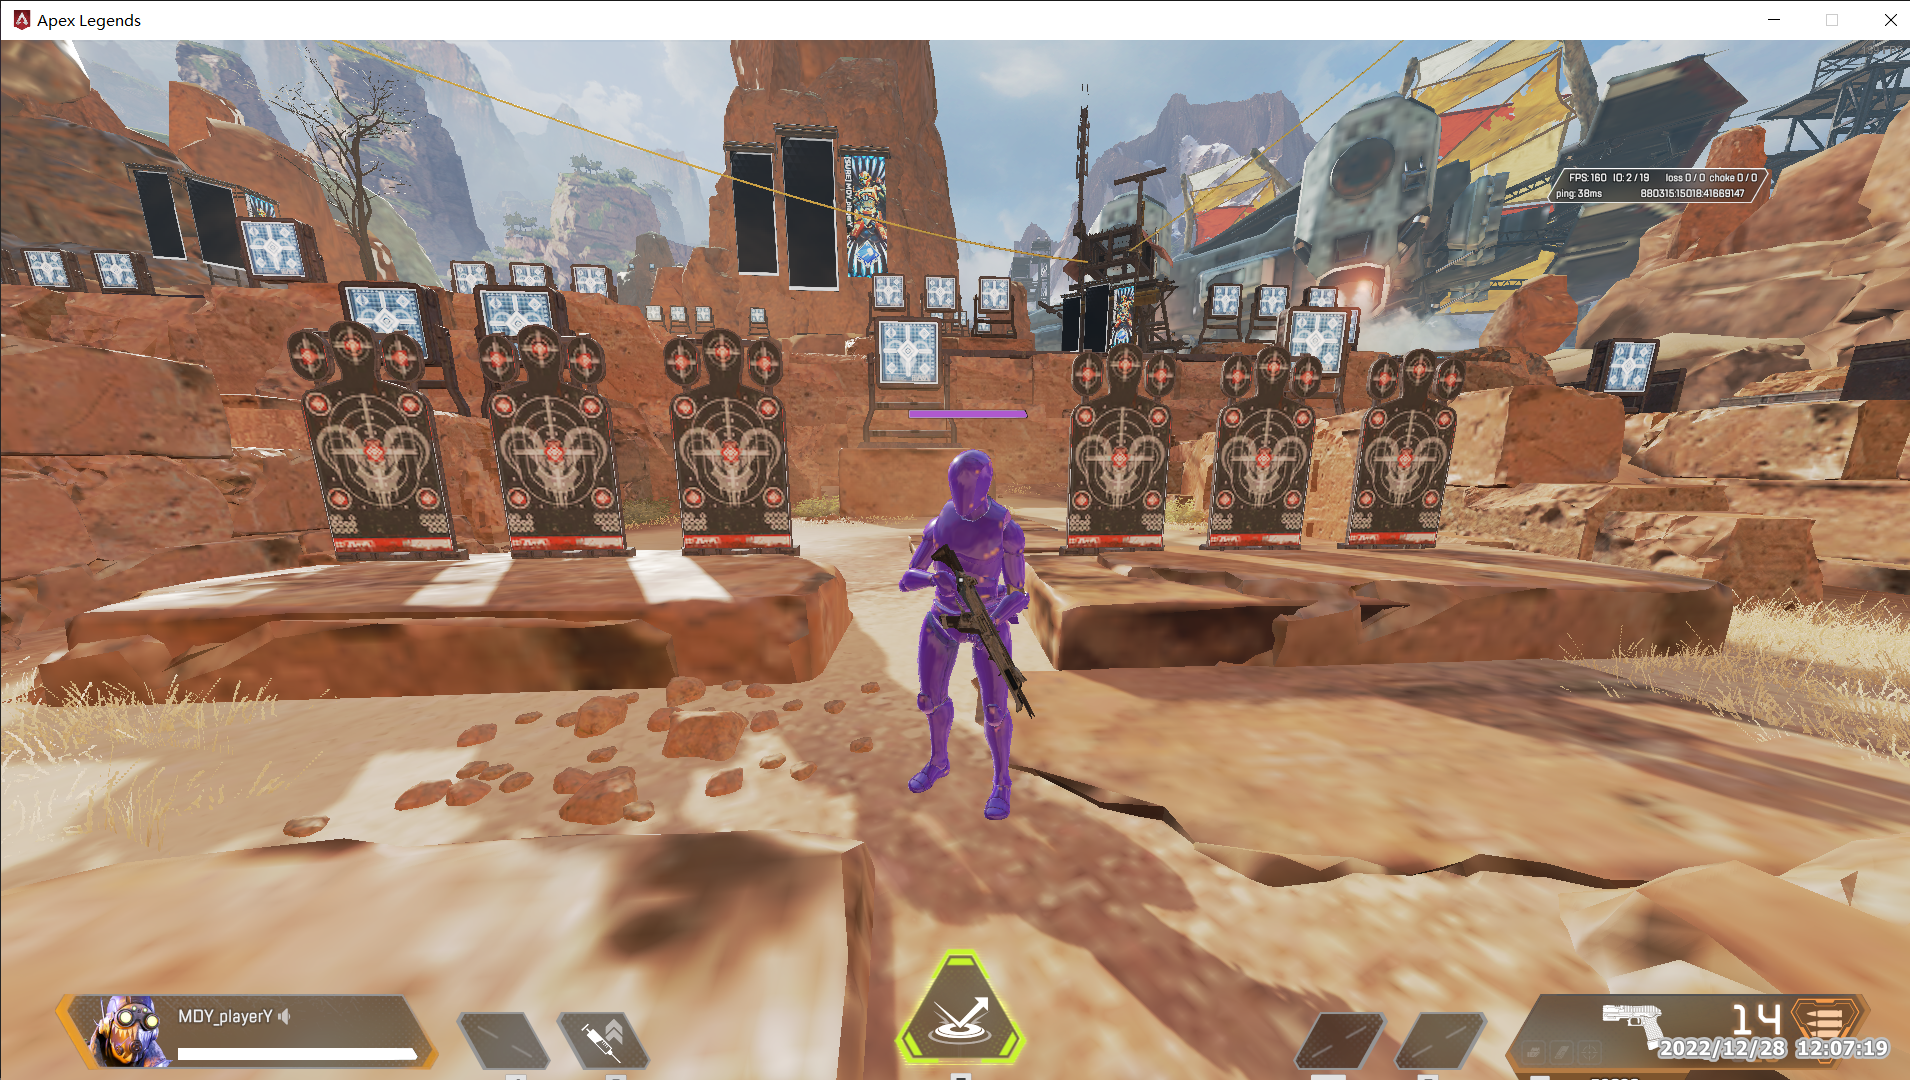 Apex Legends
FPS: 160 IO: 2 / 19 loss 0 / 0 choke 0 / 0
ping: 38ms 880315:15018:41669147
MDY_playerY
14
2022/12/28 12:07:19